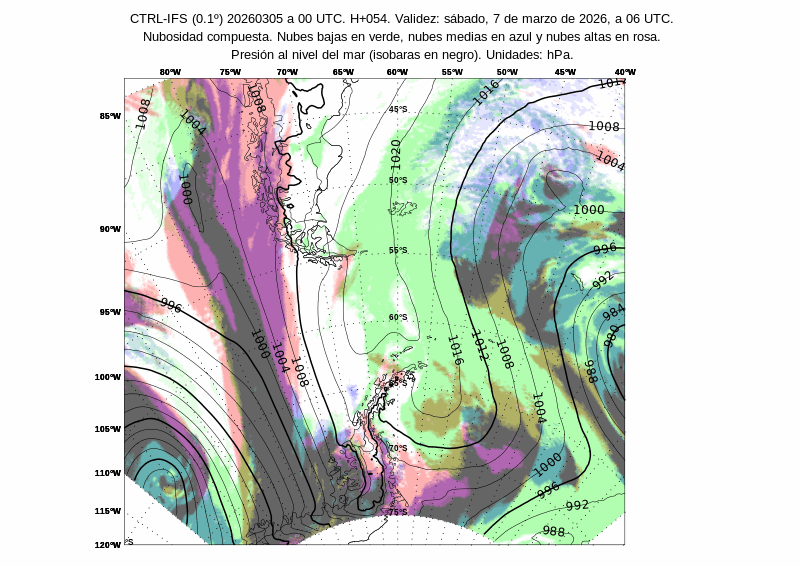 CTRL-IFS (0.1º) 20260305 a 00 UTC. H+054. Validez: sábado, 7 de marzo de 2026, a 06 UTC.
Nubosidad compuesta. Nubes bajas en verde, nubes medias en azul y nubes altas en rosa.
Presión al nivel del mar (isobaras en negro). Unidades: hPa.
80ºW 75ºW 70ºW 65ºW 60ºW 55ºW 50ºW 45ºW 40ºW
1008 1008 1016
45ºS
85ºW 1004 1008
1020 1004
50ºS
1000
1000
90ºW
55ºS 996
992
996
95ºW 984
60ºS
980
1000 1004 1008 1016 1012 1008 988
100ºW
1004
105ºW
70ºS
110ºW 1000
996
115ºW 75ºS 992
988
120ºW ºS